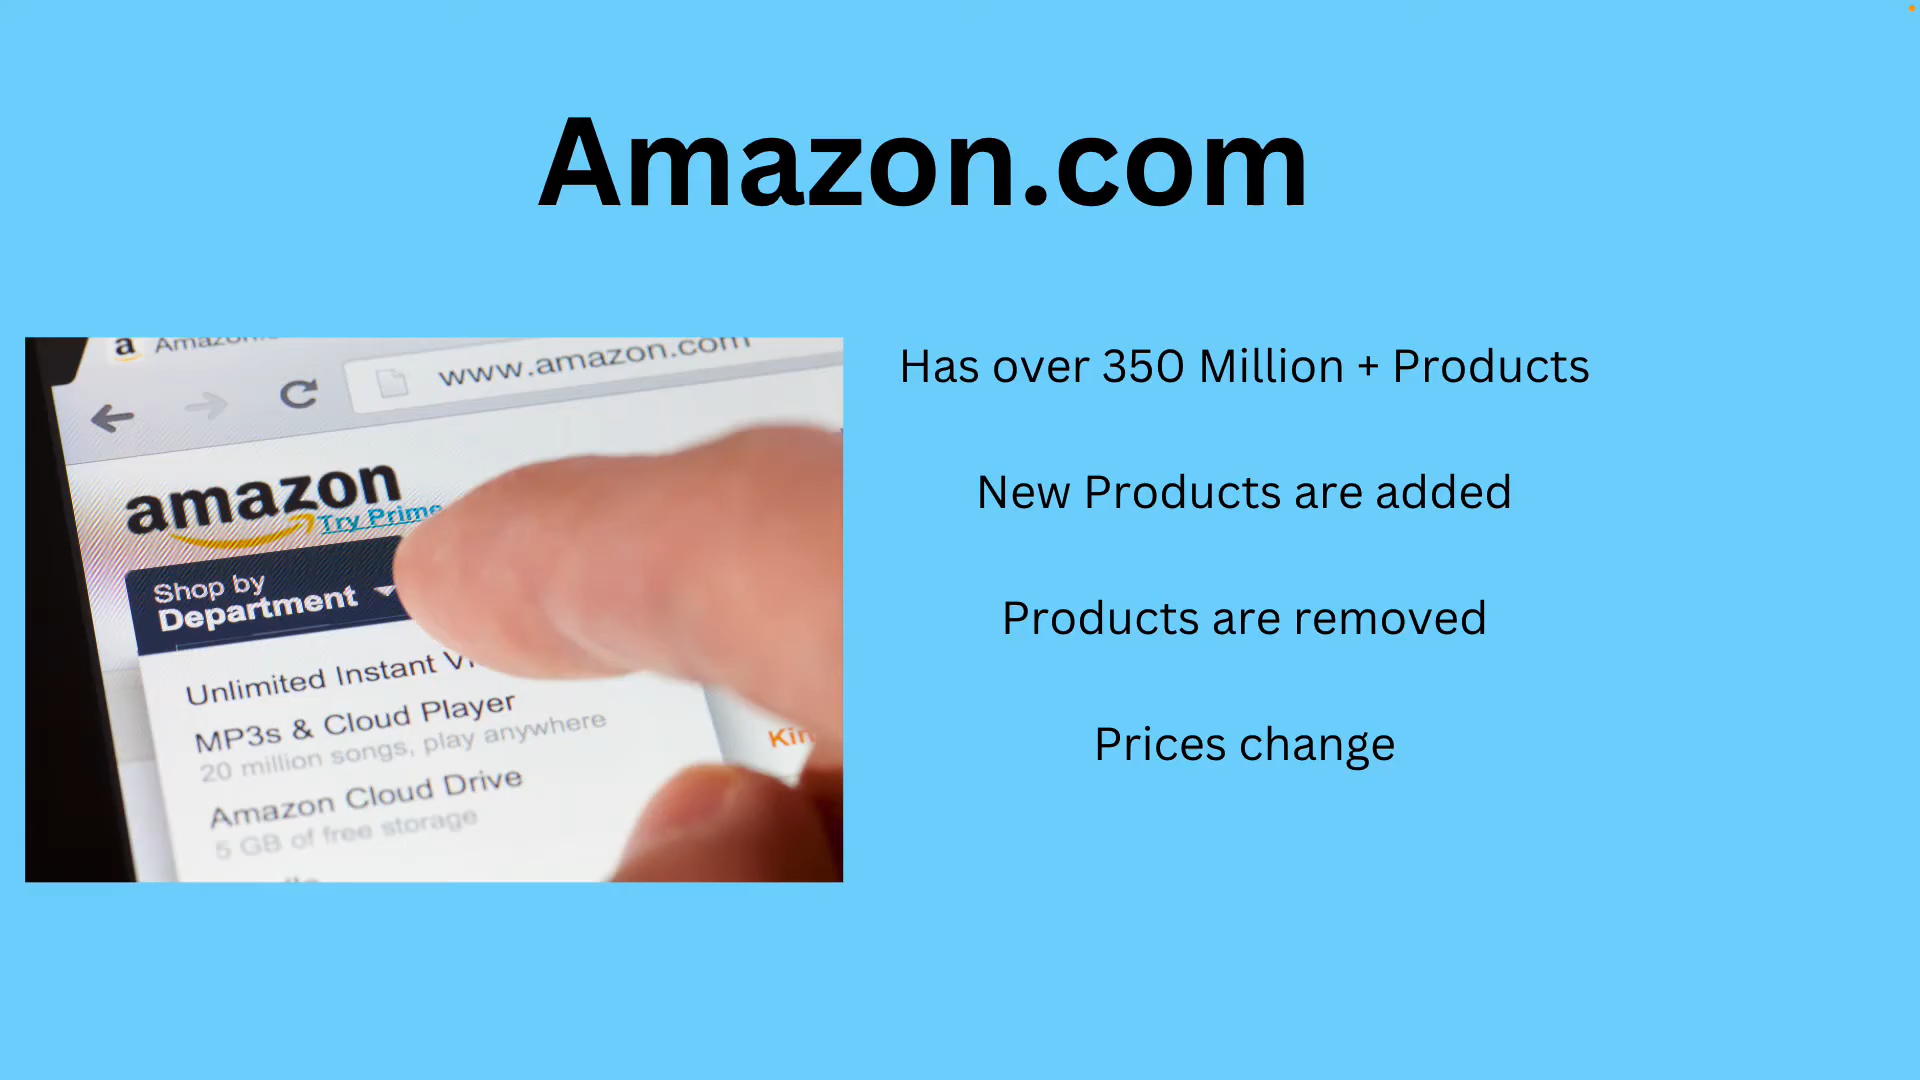 Amazon.com
a Amazon
www.amazon.com
amazon
Try Prime
Shop by
Department
Unlimited Instant
MP3s & Cloud Player
20 million songs, play anywhere
Amazon Cloud Drive
5 GB of free storage
Has over 350 Million + Products
New Products are added
Products are removed
Prices change